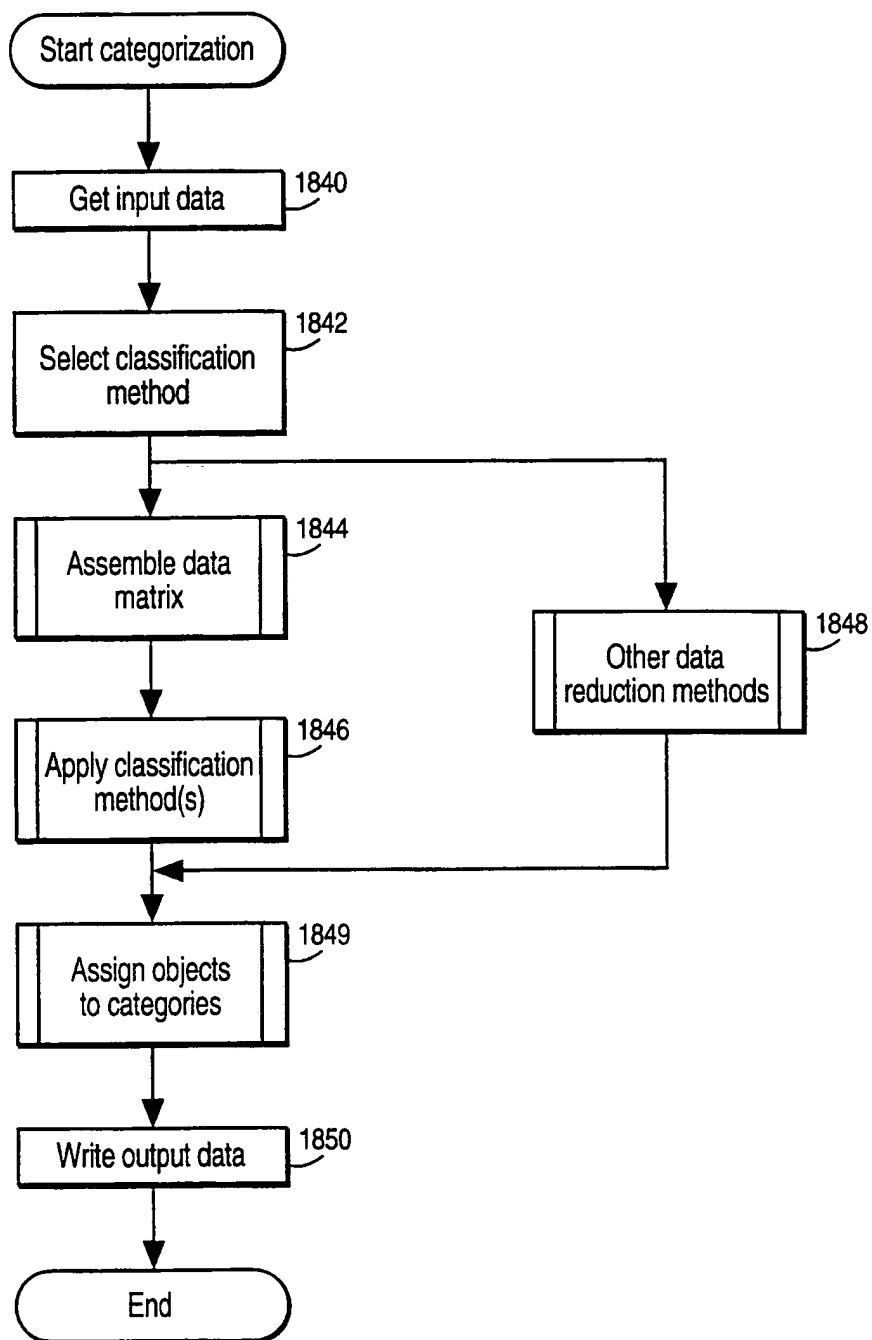 Start categorization
Get input data
1840
Select classification
method
1842
Assemble data
matrix
1844
Other data
reduction methods
1848
Apply classification
method(s)
1846
Assign objects
to categories
1849
Write output data
1850
End